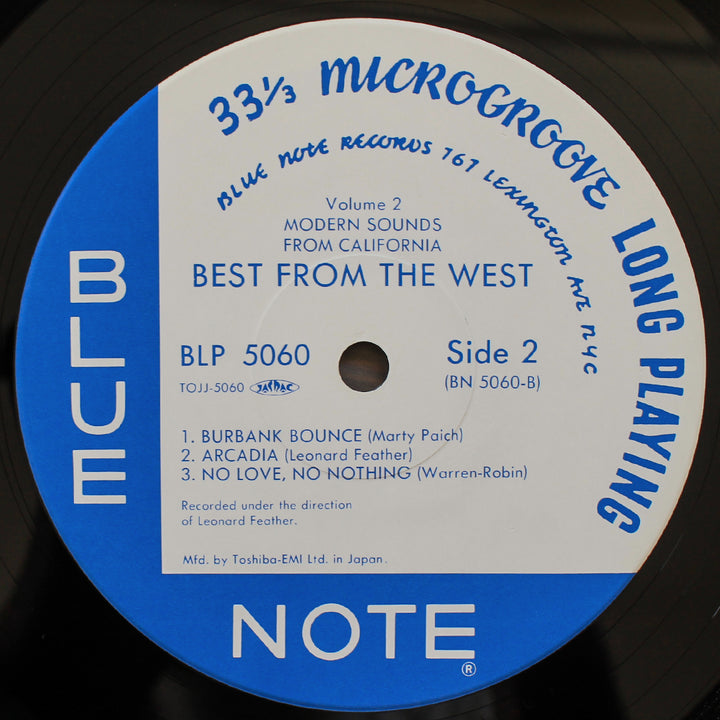 33⅓ MICROGROOVE LONG PLAYING
BLUE NOTE RECORDS 767 LEXINGTON AVE NYC
Volume 2
MODERN SOUNDS
FROM CALIFORNIA
BEST FROM THE WEST
BLP 5060
Side 2
TOJJ-5060 JASRAC
(BN 5060-B)
1. BURBANK BOUNCE (Marty Paich)
2. ARCADIA (Leonard Feather)
3. NO LOVE, NO NOTHING (Warren-Robin)
Recorded under the direction
of Leonard Feather.
Mfd. by Toshiba-EMI Ltd. in Japan.
BLUE
NOTE®